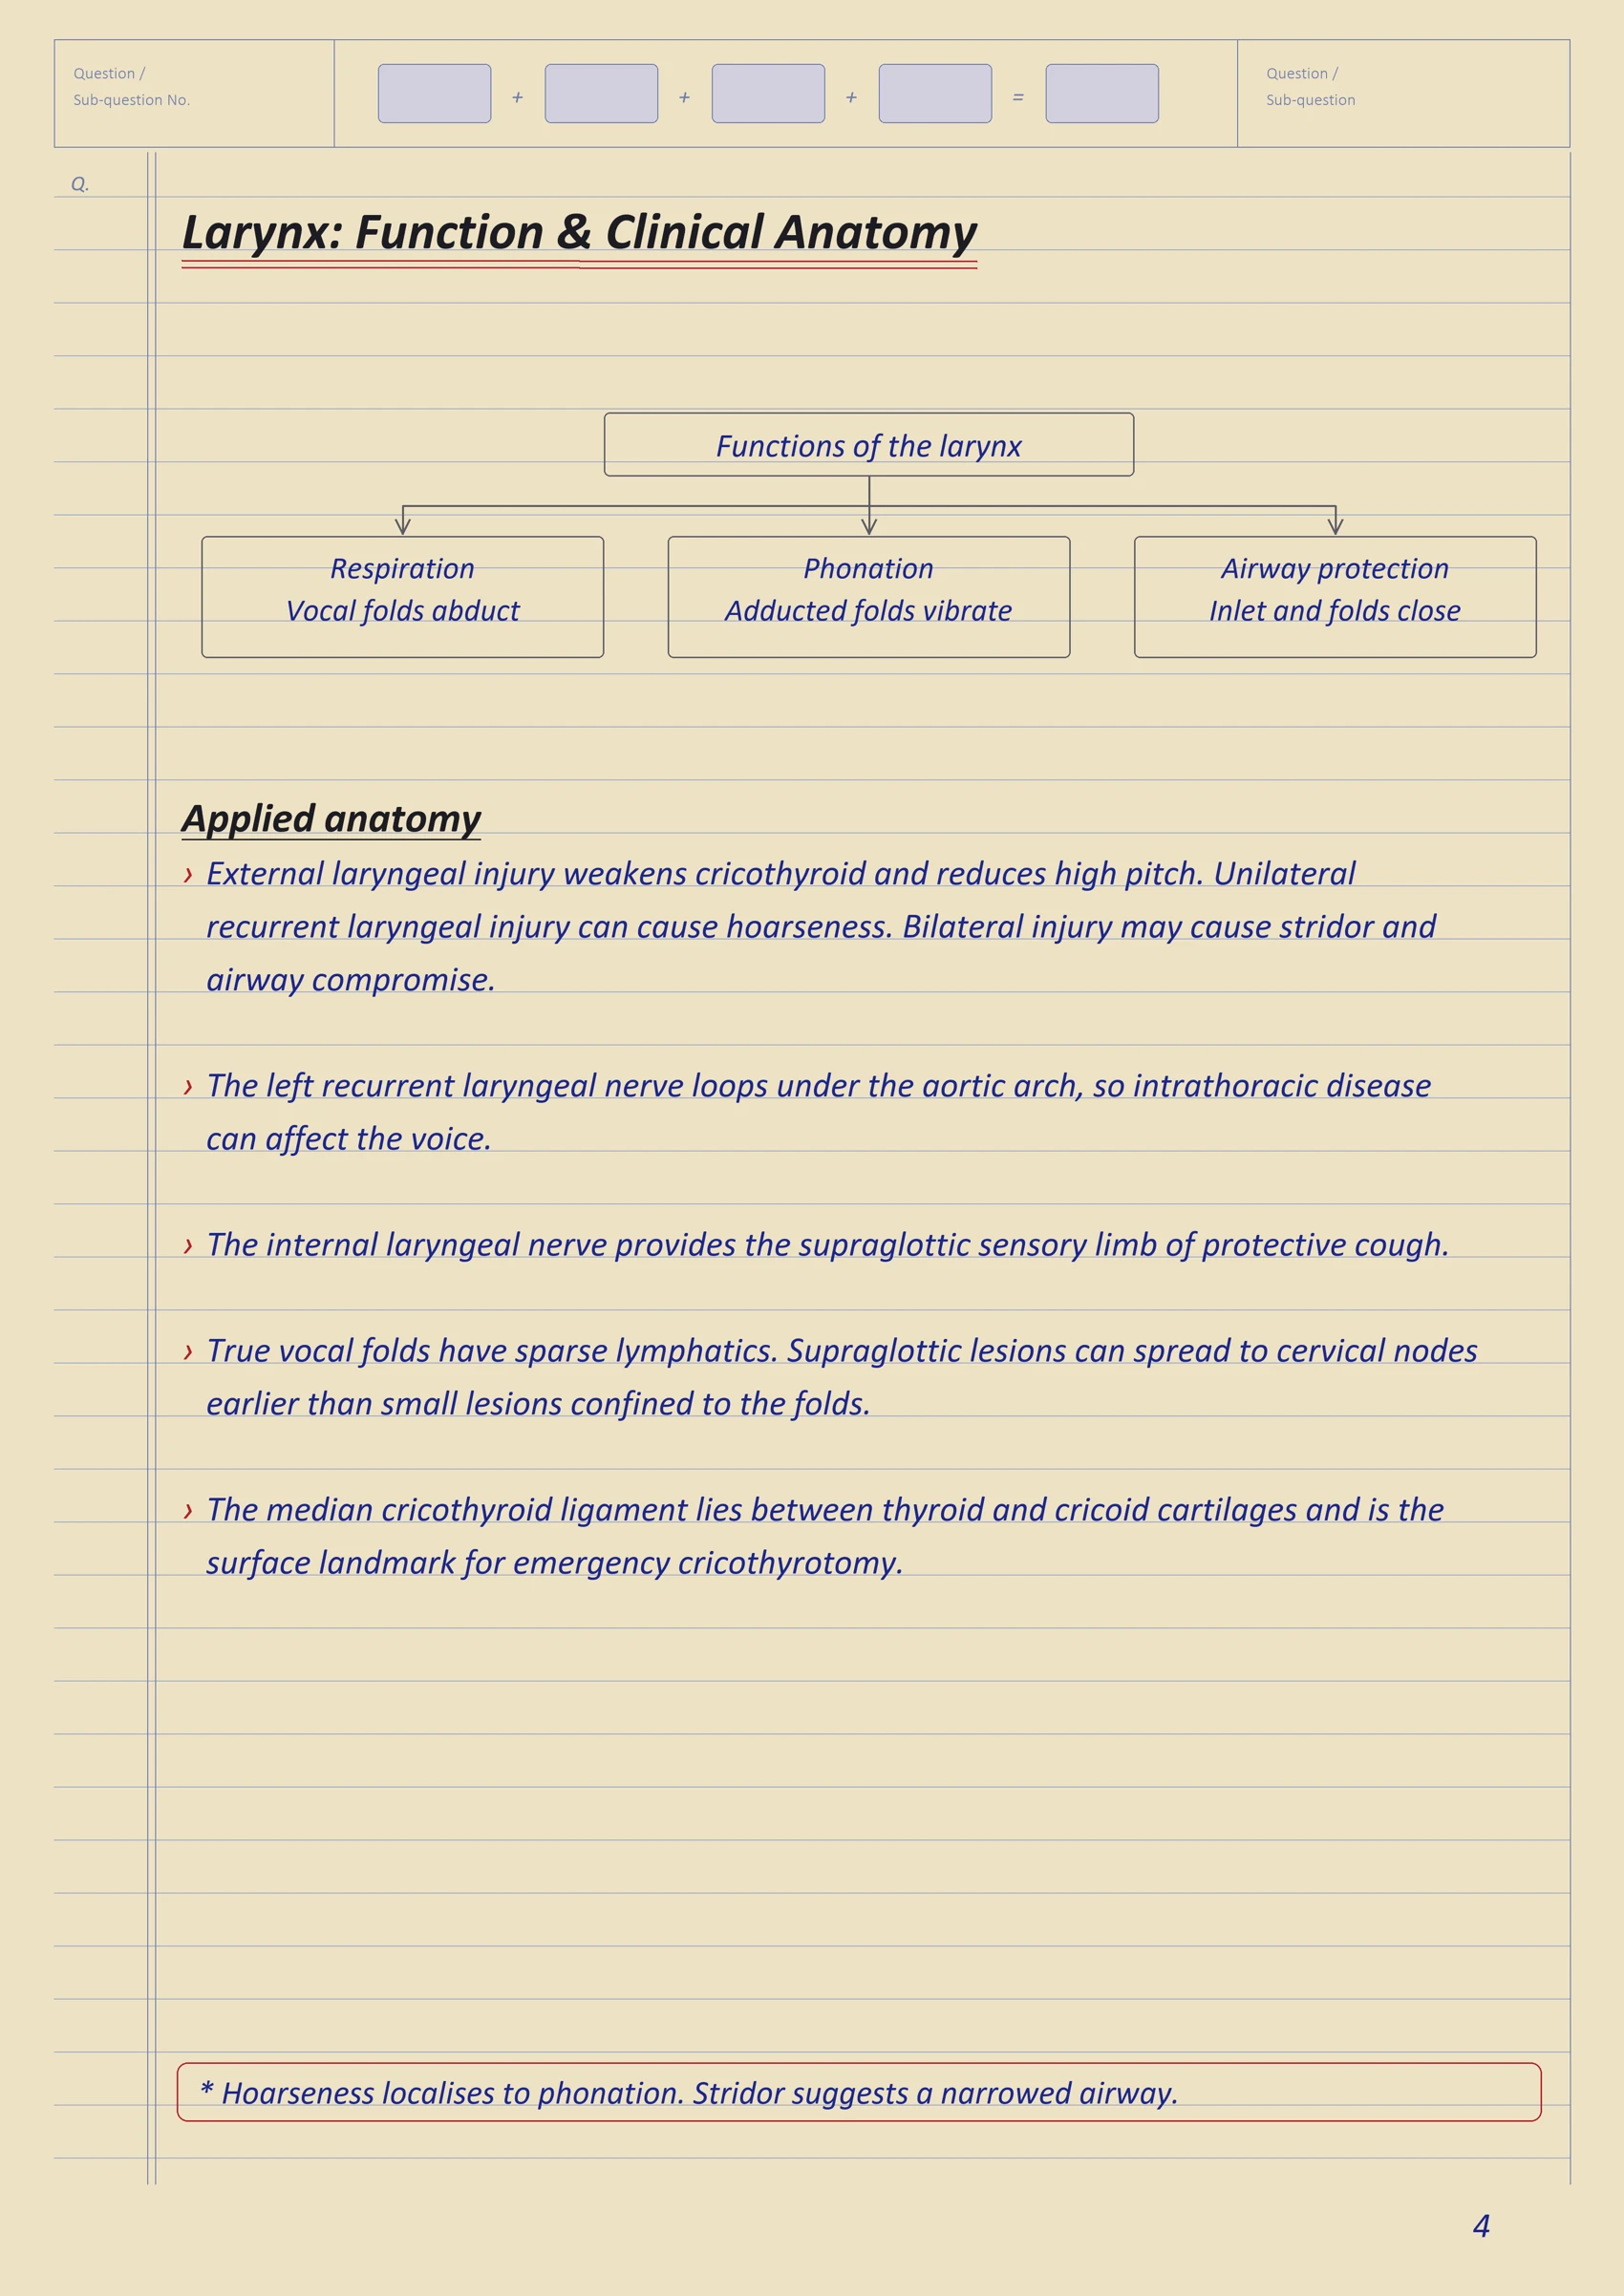 Question /
Sub-question No.
+ + + =
Question /
Sub-question
Q.
Larynx: Function & Clinical Anatomy
Functions of the larynx
Respiration
Vocal folds abduct
Phonation
Adducted folds vibrate
Airway protection
Inlet and folds close
Applied anatomy
› External laryngeal injury weakens cricothyroid and reduces high pitch. Unilateral
recurrent laryngeal injury can cause hoarseness. Bilateral injury may cause stridor and
airway compromise.
› The left recurrent laryngeal nerve loops under the aortic arch, so intrathoracic disease
can affect the voice.
› The internal laryngeal nerve provides the supraglottic sensory limb of protective cough.
› True vocal folds have sparse lymphatics. Supraglottic lesions can spread to cervical nodes
earlier than small lesions confined to the folds.
› The median cricothyroid ligament lies between thyroid and cricoid cartilages and is the
surface landmark for emergency cricothyrotomy.
* Hoarseness localises to phonation. Stridor suggests a narrowed airway.
4